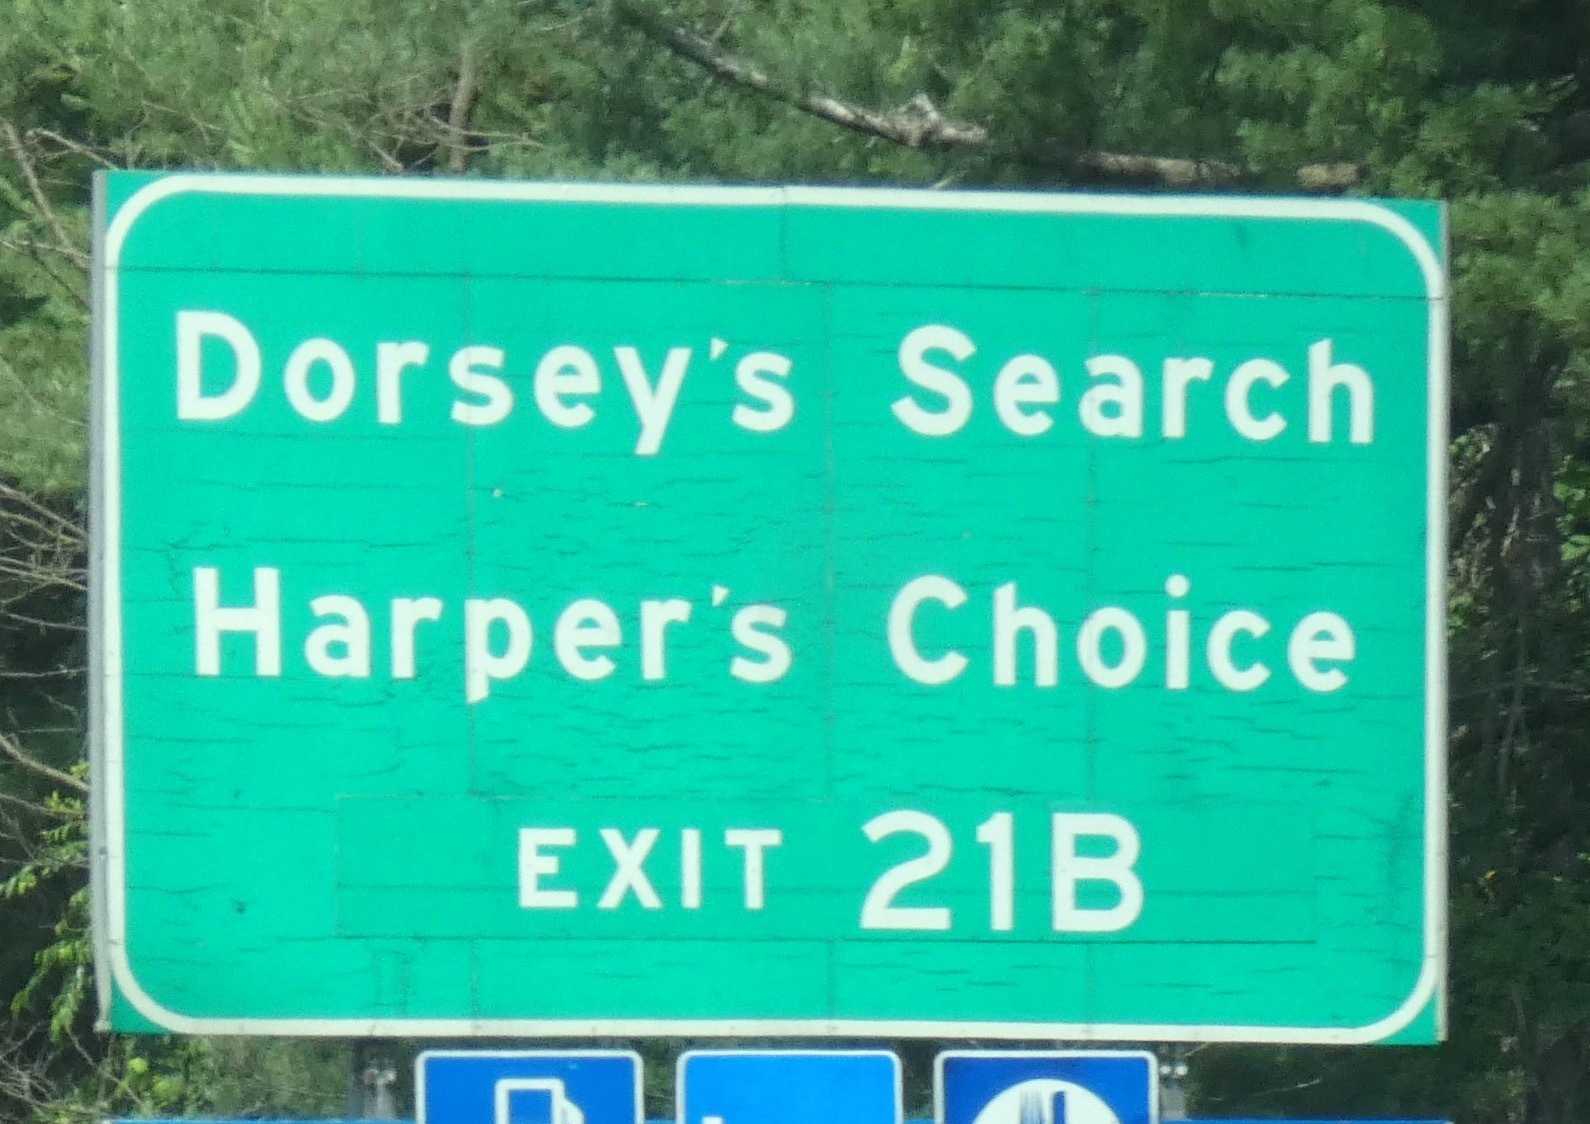 Dorsey's Search
Harper's Choice
EXIT 21B